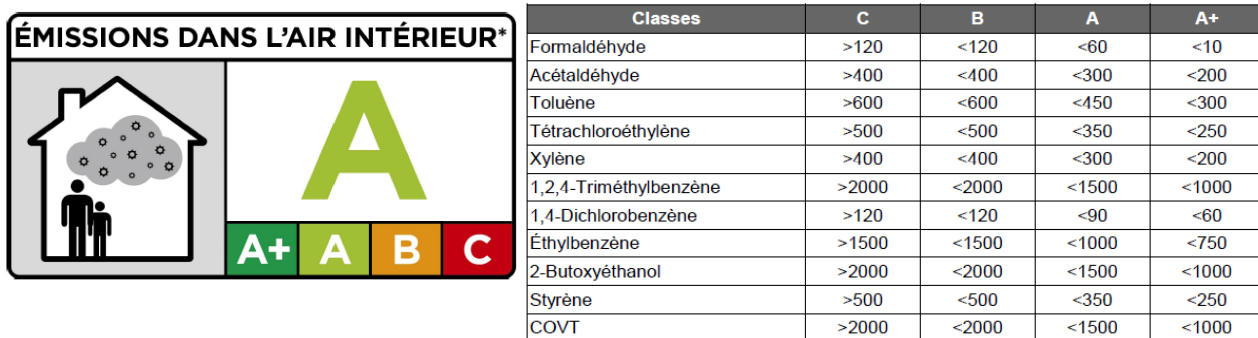 ÉMISSIONS DANS L'AIR INTÉRIEUR*
A
A+ A B C
Classes C B A A+
Formaldéhyde >120 <120 <60 <10
Acétaldéhyde >400 <400 <300 <200
Toluène >600 <600 <450 <300
Tétrachloroéthylène >500 <500 <350 <250
Xylène >400 <400 <300 <200
1,2,4-Triméthylbenzène >2000 <2000 <1500 <1000
1,4-Dichlorobenzène >120 <120 <90 <60
Éthylbenzène >1500 <1500 <1000 <750
2-Butoxyéthanol >2000 <2000 <1500 <1000
Styrène >500 <500 <350 <250
COVT >2000 <2000 <1500 <1000